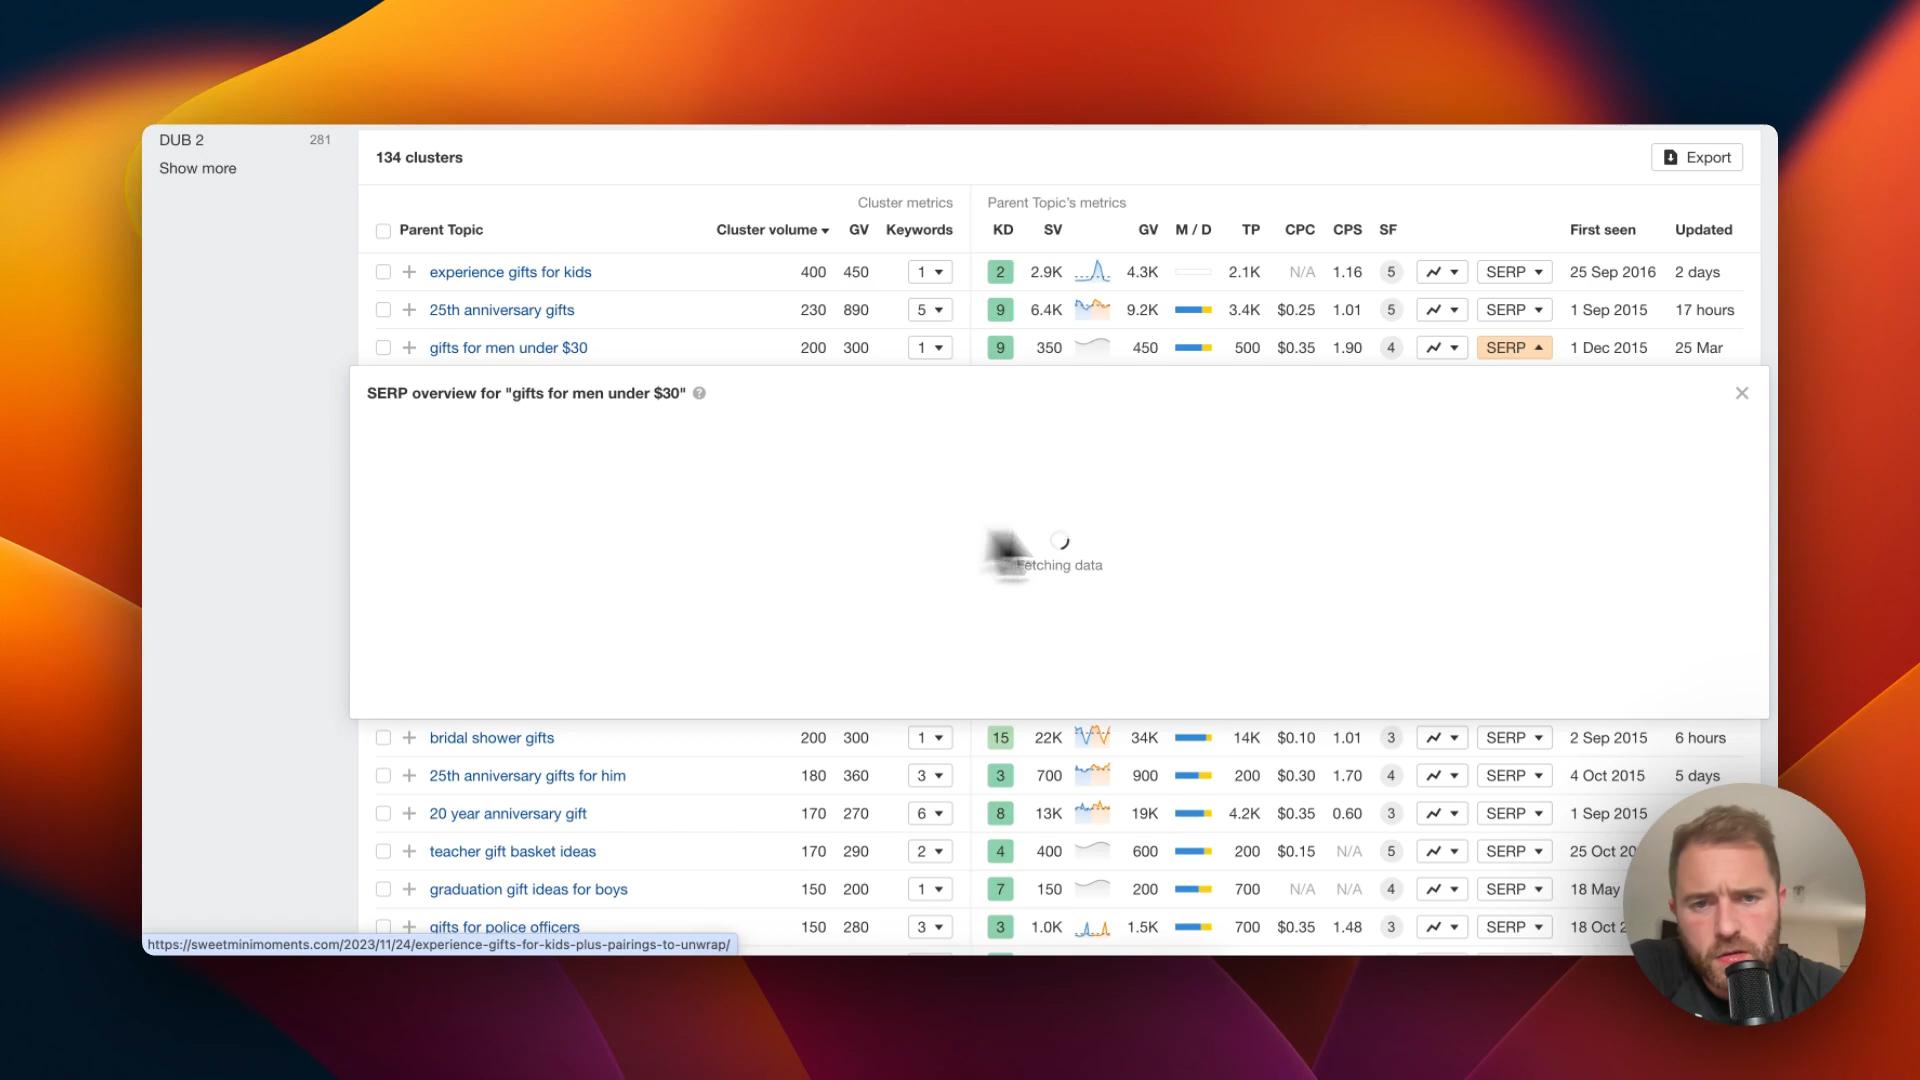 DUB 2 281
Show more
134 clusters
Export
Cluster metrics Parent Topic's metrics
Parent Topic Cluster volume GV Keywords KD SV GV M / D TP CPC CPS SF First seen Updated
experience gifts for kids 400 450 1 2 2.9K 4.3K 2.1K N/A 1.16 5 SERP 25 Sep 2016 2 days
25th anniversary gifts 230 890 5 9 6.4K 9.2K 3.4K $0.25 1.01 5 SERP 1 Sep 2015 17 hours
gifts for men under $30 200 300 1 9 350 450 500 $0.35 1.90 4 SERP 1 Dec 2015 25 Mar
SERP overview for "gifts for men under $30" ?
Fetching data
bridal shower gifts 200 300 1 15 22K 34K 14K $0.10 1.01 3 SERP 2 Sep 2015 6 hours
25th anniversary gifts for him 180 360 3 3 700 900 200 $0.30 1.70 4 SERP 4 Oct 2015 5 days
20 year anniversary gift 170 270 6 8 13K 19K 4.2K $0.35 0.60 3 SERP 1 Sep 2015
teacher gift basket ideas 170 290 2 4 400 600 200 $0.15 N/A 5 SERP 25 Oct 20
graduation gift ideas for boys 150 200 1 7 150 200 700 N/A N/A 4 SERP 18 May
gifts for police officers 150 280 3 3 1.0K 1.5K 700 $0.35 1.48 3 SERP 18 Oct 2
https://sweetminimoments.com/2023/11/24/experience-gifts-for-kids-plus-pairings-to-unwrap/